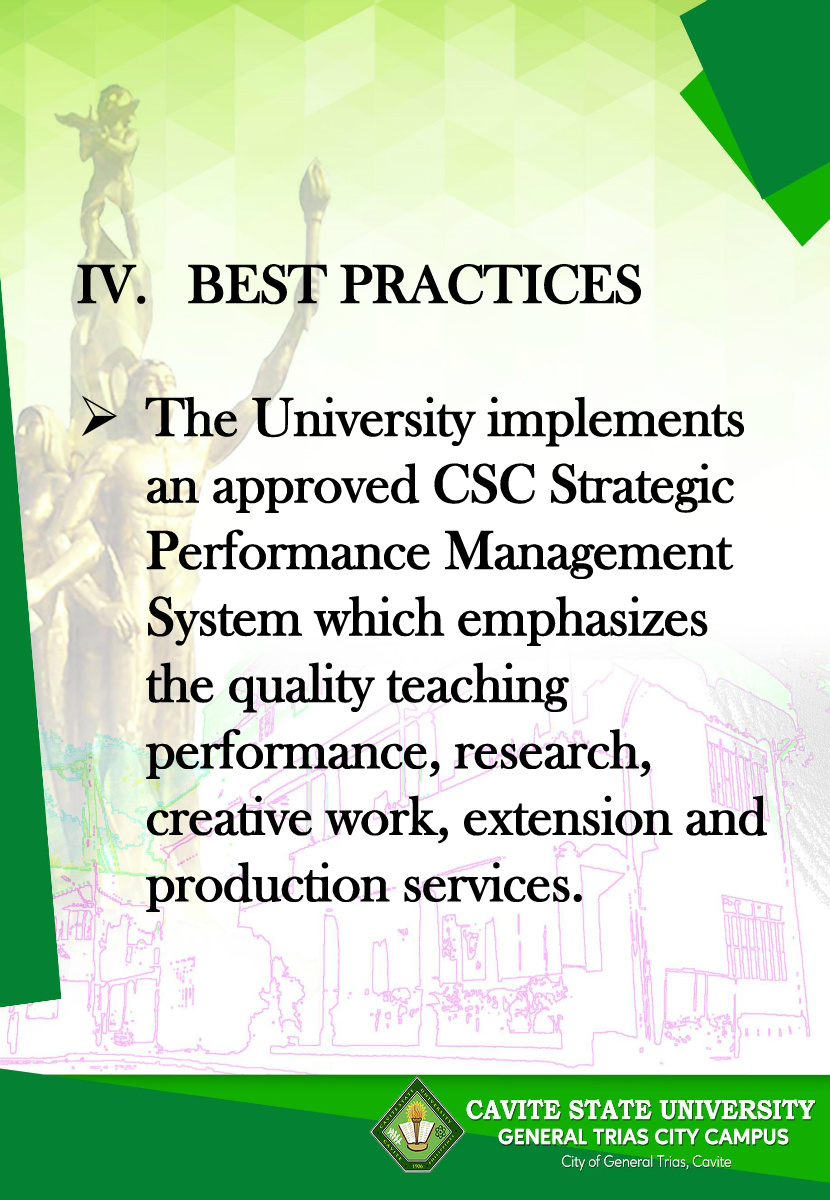 IV. BEST PRACTICES
➢ The University implements
an approved CSC Strategic
Performance Management
System which emphasizes
the quality teaching
performance, research,
creative work, extension and
production services.
CAVITE STATE UNIVERSITY
GENERAL TRIAS CITY CAMPUS
City of General Trias, Cavite
1906